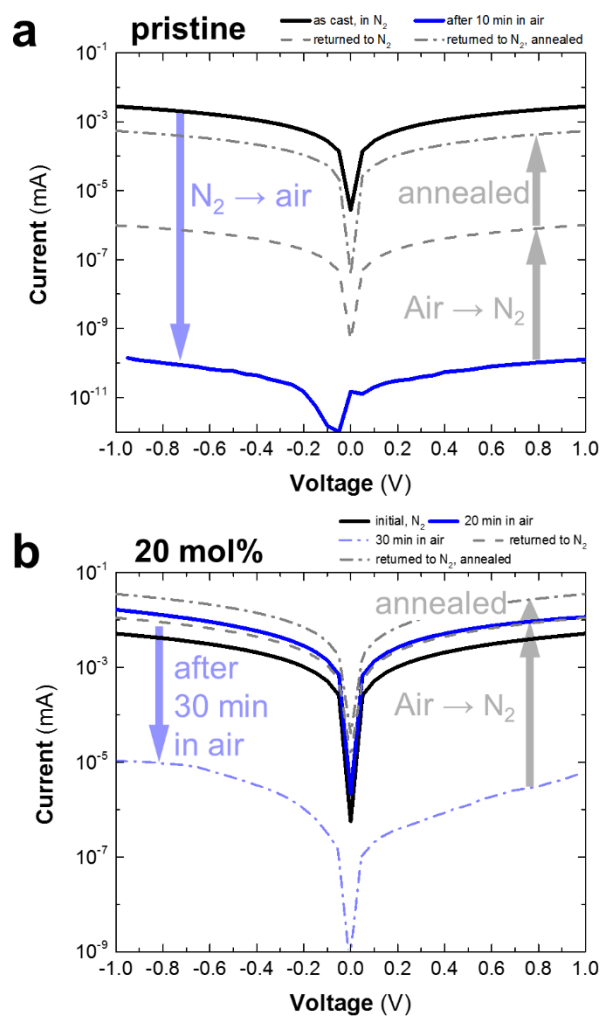 a pristine
as cast, in N₂ after 10 min in air
returned to N₂ returned to N₂, annealed
10⁻¹
10⁻³
10⁻⁵
10⁻⁷
10⁻⁹
10⁻¹¹
Current (mA)
N₂ → air
annealed
Air → N₂
-1.0 -0.8 -0.6 -0.4 -0.2 0.0 0.2 0.4 0.6 0.8 1.0
Voltage (V)
b 20 mol%
initial, N₂ 20 min in air
30 min in air returned to N₂
returned to N₂, annealed
10⁻¹
10⁻³
10⁻⁵
10⁻⁷
10⁻⁹
Current (mA)
after
30 min
in air
annealed
Air → N₂
-1.0 -0.8 -0.6 -0.4 -0.2 0.0 0.2 0.4 0.6 0.8 1.0
Voltage (V)